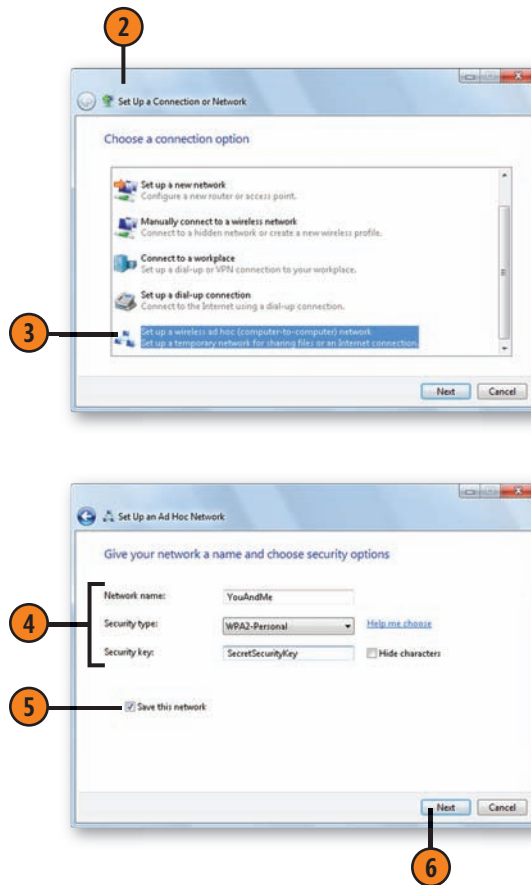 2
Set Up a Connection or Network
Choose a connection option
Set up a new network
Configure a new router or access point.
Manually connect to a wireless network
Connect to a hidden network or create a new wireless profile.
Connect to a workplace
Set up a dial-up or VPN connection to your workplace.
Set up a dial-up connection
Connect to the Internet using a dial-up connection.
3
Set up a wireless ad hoc (computer-to-computer) network
Set up a temporary network for sharing files or an Internet connection.
Next Cancel
Set Up an Ad Hoc Network
Give your network a name and choose security options
Network name: YouAndMe
4
Security type: WPA2-Personal Help me choose
Security key: SecretSecurityKey Hide characters
5
Save this network
Next Cancel
6